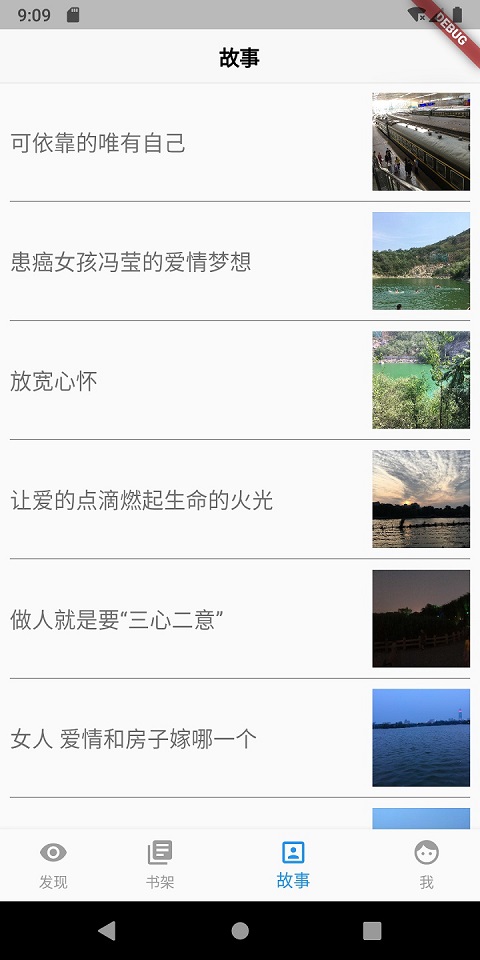 9:09
DEBUG
故事
可依靠的唯有自己
患癌女孩冯莹的爱情梦想
放宽心怀
让爱的点滴燃起生命的火光
做人就是要“三心二意”
女人 爱情和房子嫁哪一个
发现
书架
故事
我